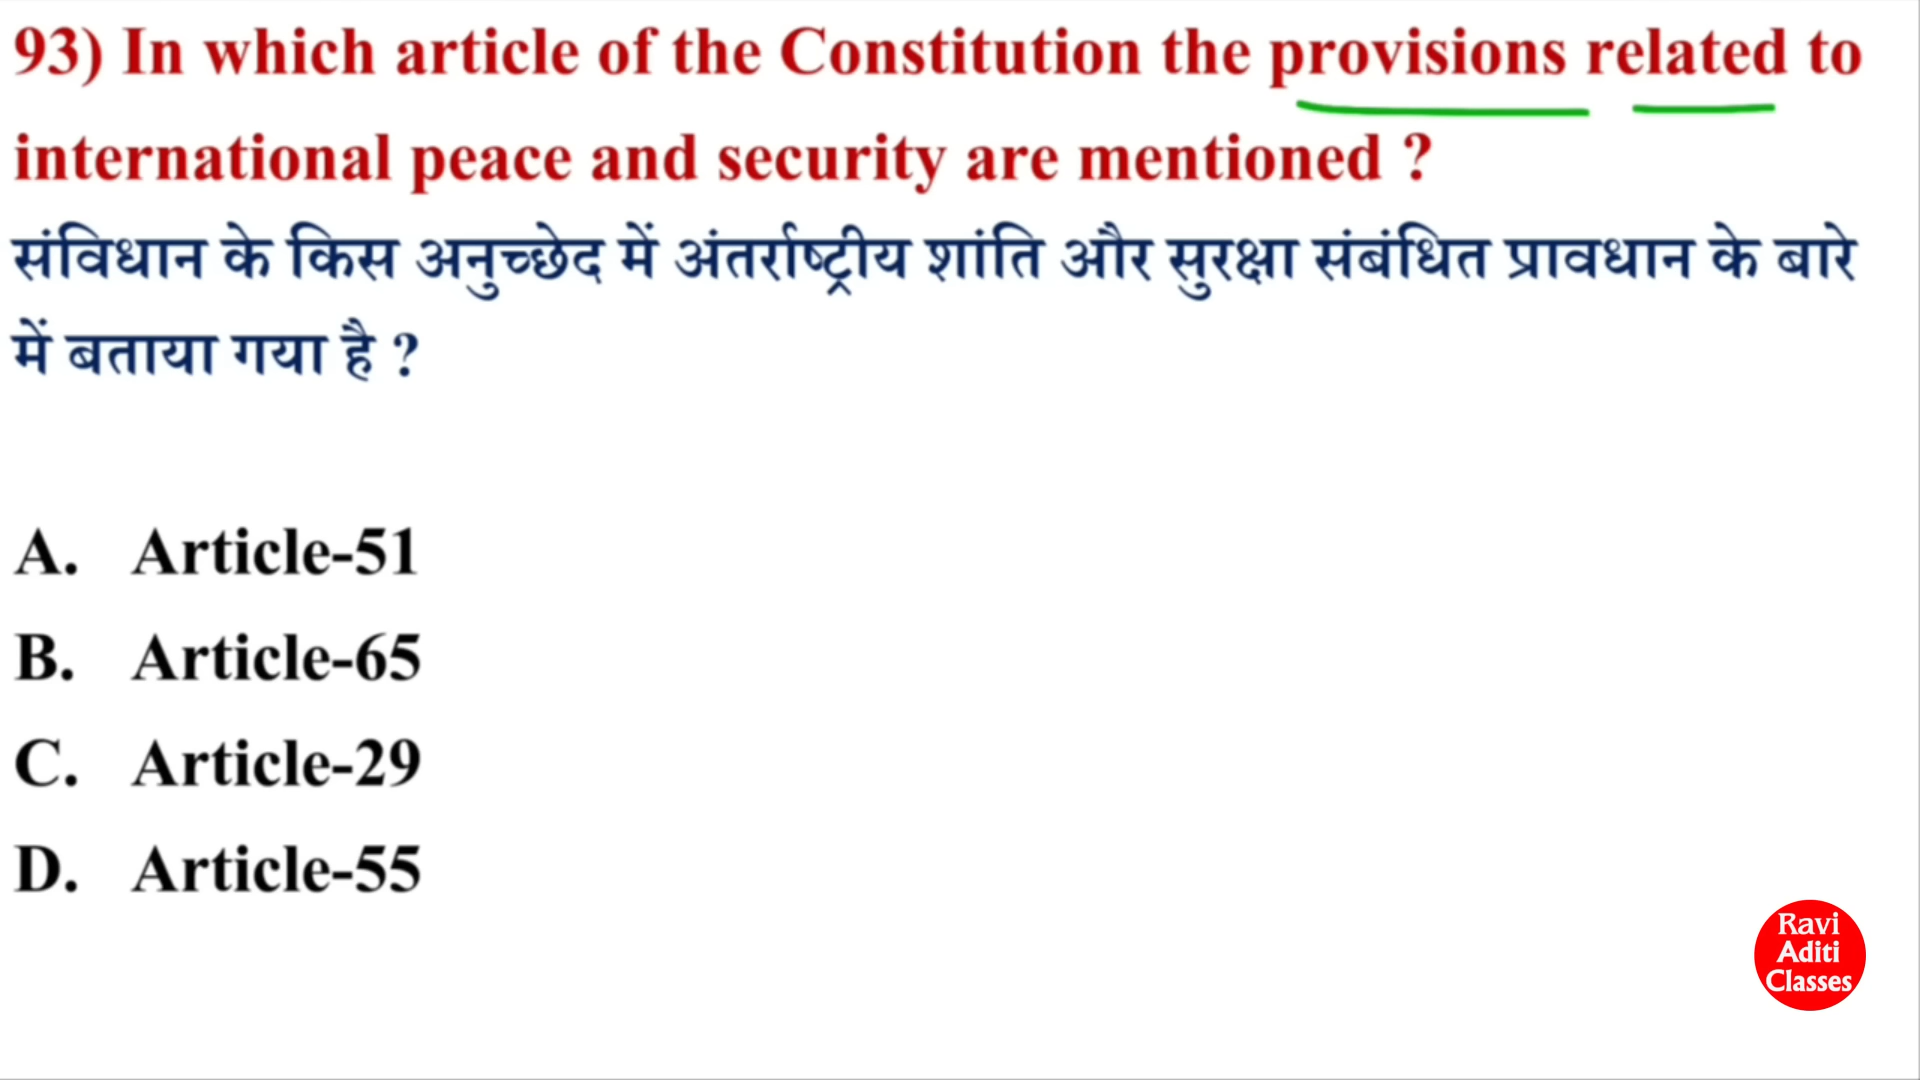 93) In which article of the Constitution the provisions related to
international peace and security are mentioned ?
संविधान के किस अनुच्छेद में अंतर्राष्ट्रीय शांति और सुरक्षा संबंधित प्रावधान के बारे
में बताया गया है ?
A. Article-51
B. Article-65
C. Article-29
D. Article-55
Ravi
Aditi
Classes